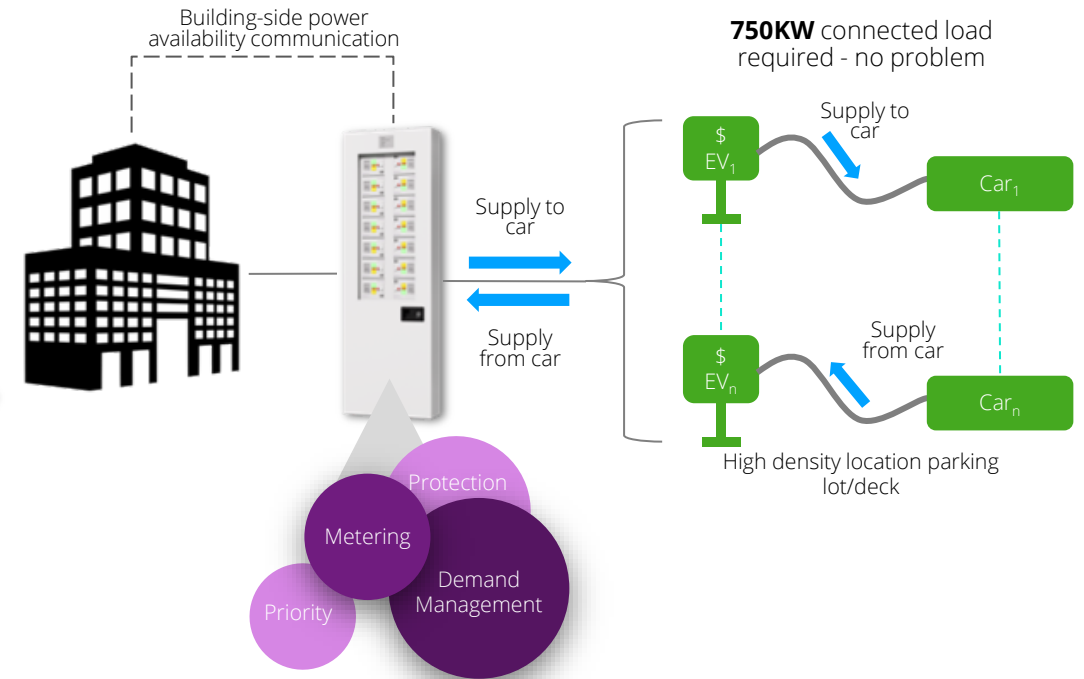 Building-side power
availability communication
750KW connected load
required - no problem
Supply to
car
$
EV₁
Car₁
Supply to
car
Supply
from car
Supply
from car
$
EVₙ
Carₙ
High density location parking
lot/deck
Protection
Metering
Demand
Management
Priority